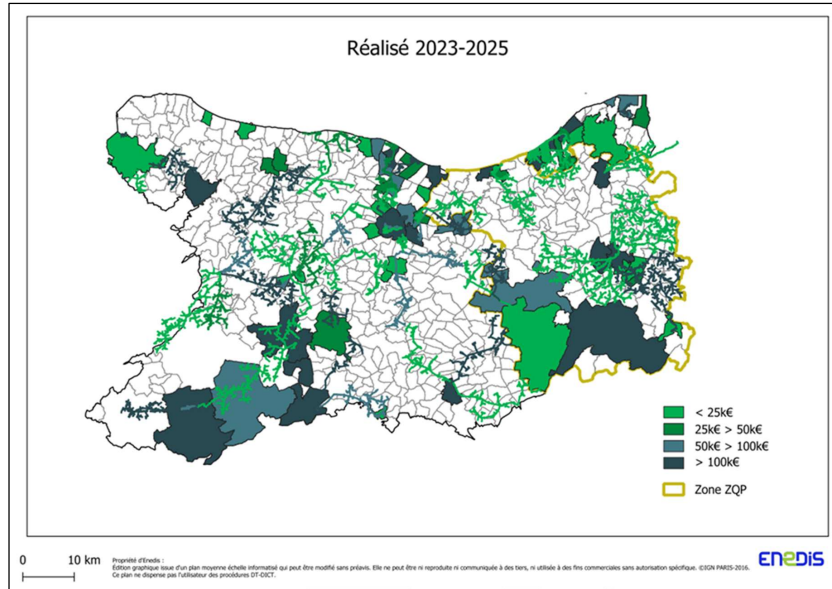 Réalisé 2023-2025
< 25k€
25k€ > 50k€
50k€ > 100k€
> 100k€
Zone ZQP
0 10 km
Propriété d'Enedis :
Édition graphique issue d'un plan moyenne échelle informatisé qui peut être modifié sans préavis. Elle ne peut être ni reproduite ni communiquée à des tiers, ni utilisée à des fins commerciales sans autorisation spécifique. ©IGN PARIS-2016.
Ce plan ne dispense pas l'utilisateur des procédures DT-DICT.
ENEDIS